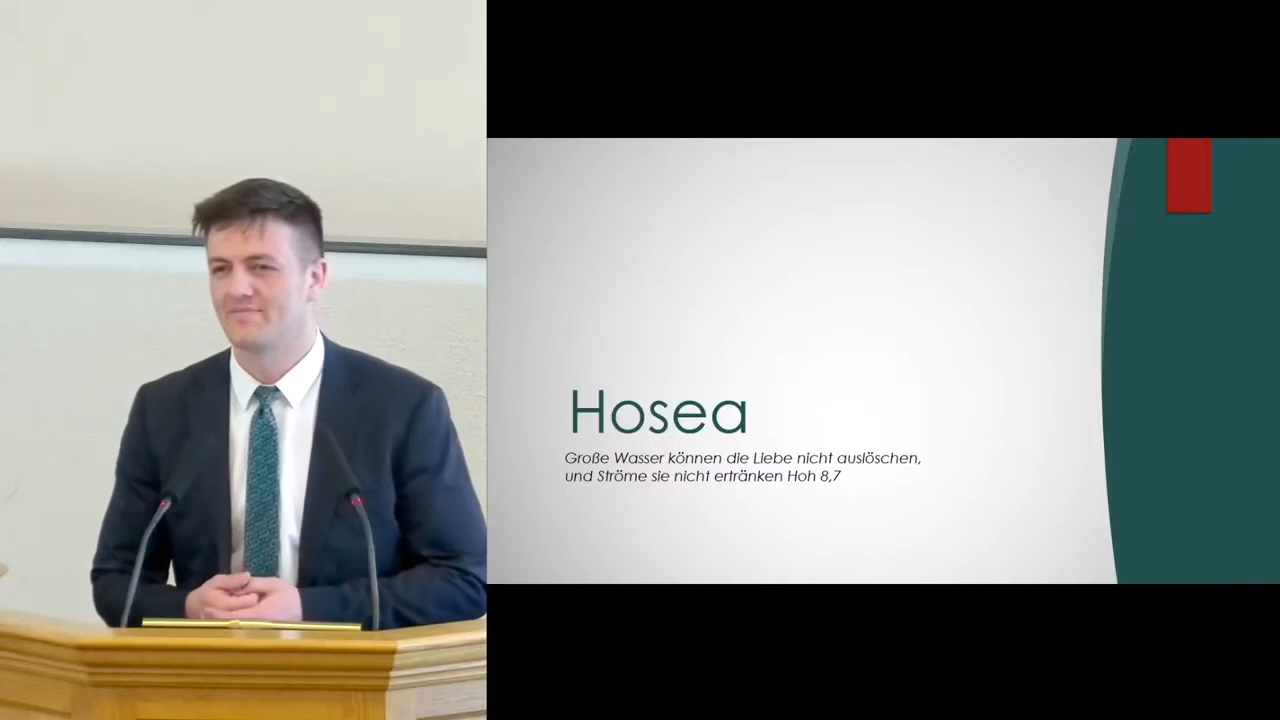 Hosea
Große Wasser können die Liebe nicht auslöschen,
und Ströme sie nicht ertränken Hoh 8,7